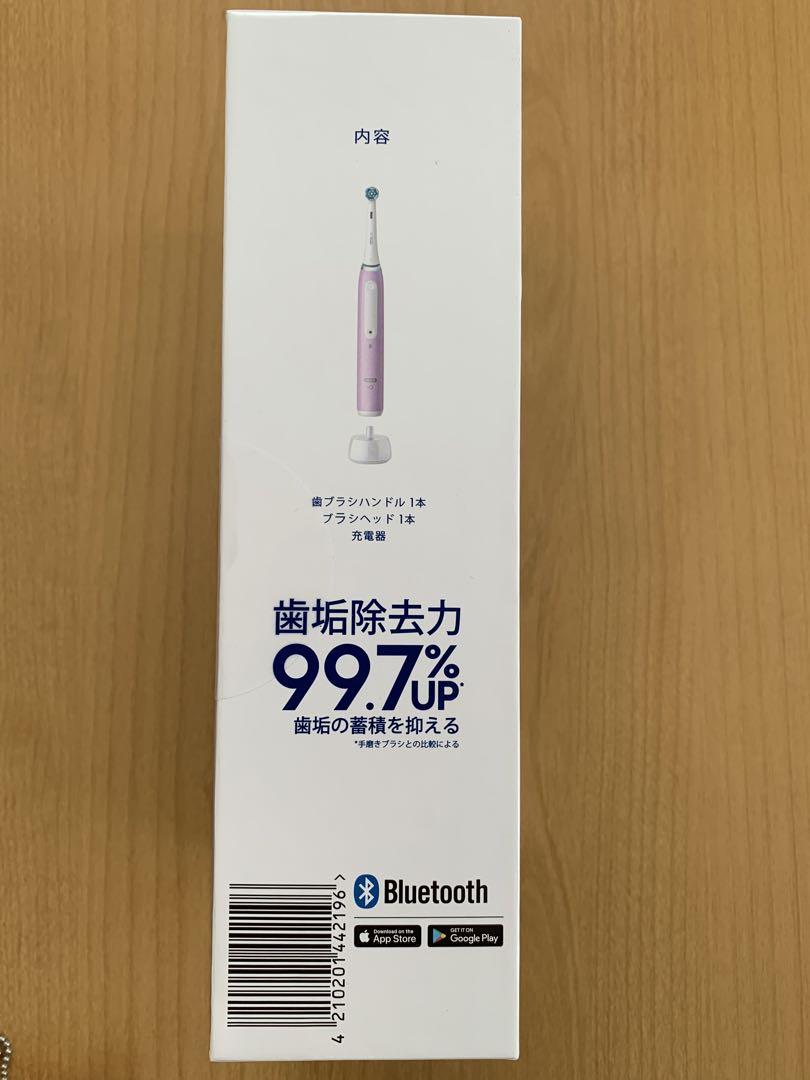 内容
歯ブラシハンドル 1本
ブラシヘッド 1本
充電器
歯垢除去力
99.7% UP*
歯垢の蓄積を抑える
*手磨きブラシとの比較による
Bluetooth
Download on the
App Store
GET IT ON
Google Play
4 210201 442196 >